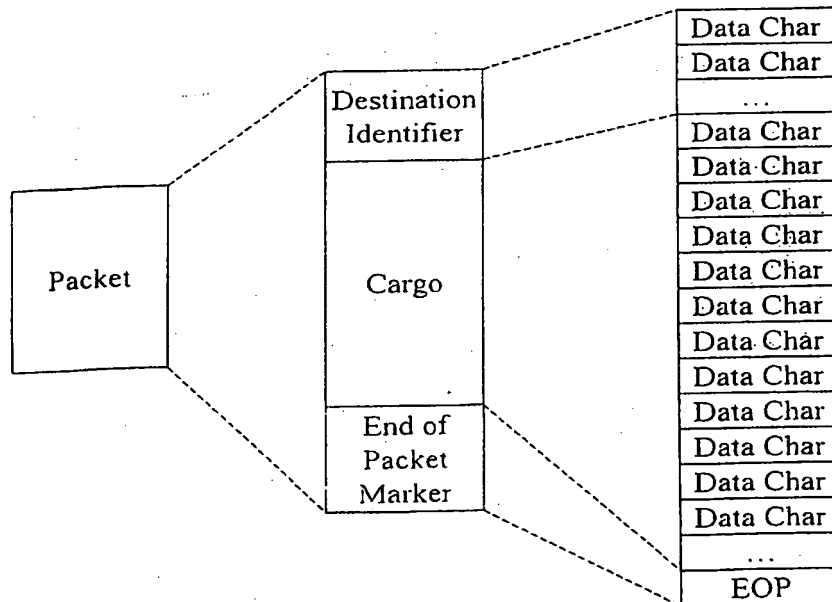 Packet
Destination
Identifier
Cargo
End of
Packet
Marker
Data Char
Data Char
...
Data Char
Data Char
Data Char
Data Char
Data Char
Data Char
Data Char
Data Char
Data Char
Data Char
Data Char
Data Char
...
EOP